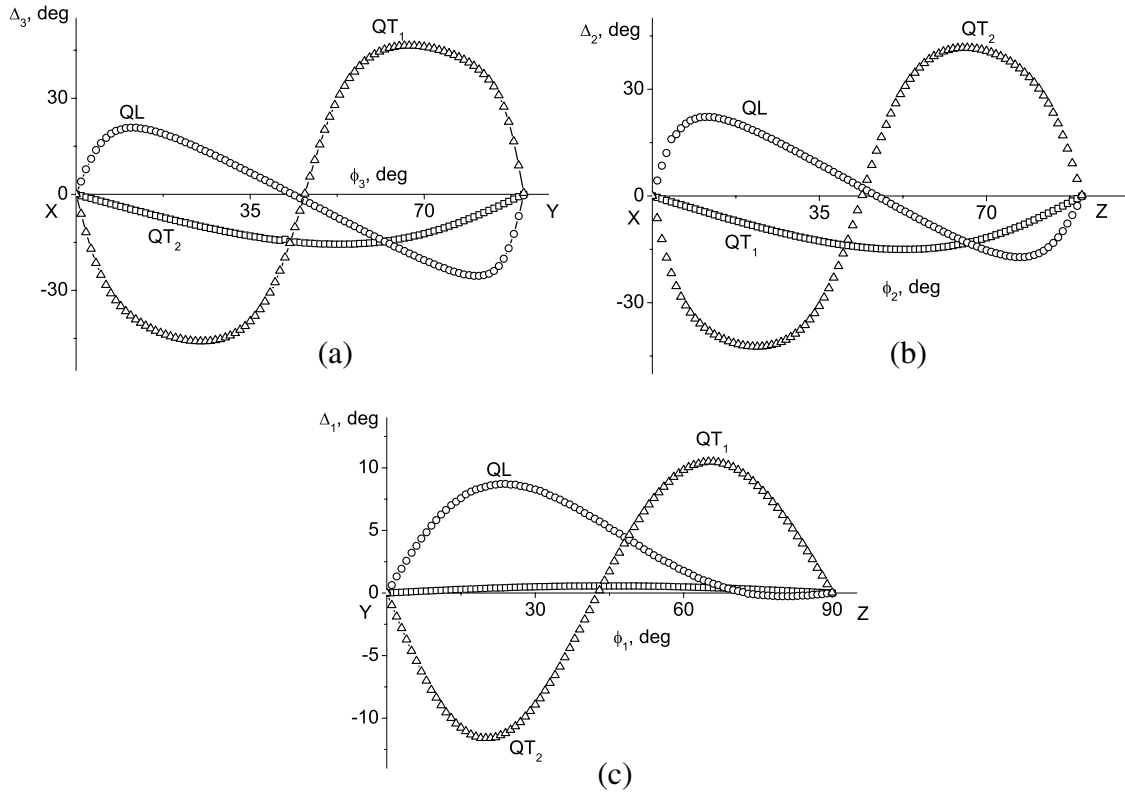 Δ₃, deg
QT₁
30
QL
ϕ₃, deg
0
X
35
70
Y
QT₂
-30
(a)
Δ₂, deg
QT₂
30
QL
0
X
35
70
Z
QT₁
ϕ₂, deg
-30
(b)
Δ₁, deg
QT₁
10
QL
5
0
Y
30
60
90
Z
ϕ₁, deg
-5
-10
QT₂
(c)